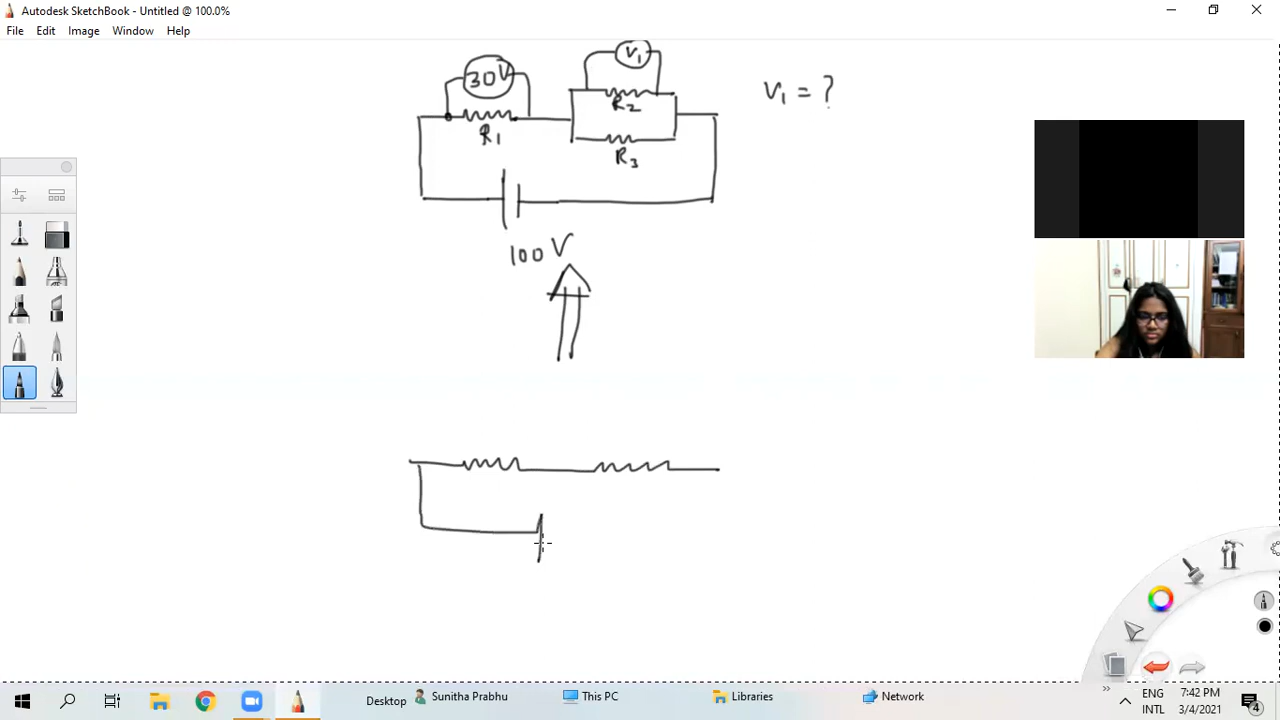 Autodesk SketchBook - Untitled @ 100.0%
File Edit Image Window Help
30V
V1
V1 = ?
R1
R2
R3
100 V
Desktop
Sunitha Prabhu
This PC
Libraries
Network
ENG
INTL
7:42 PM
3/4/2021
4